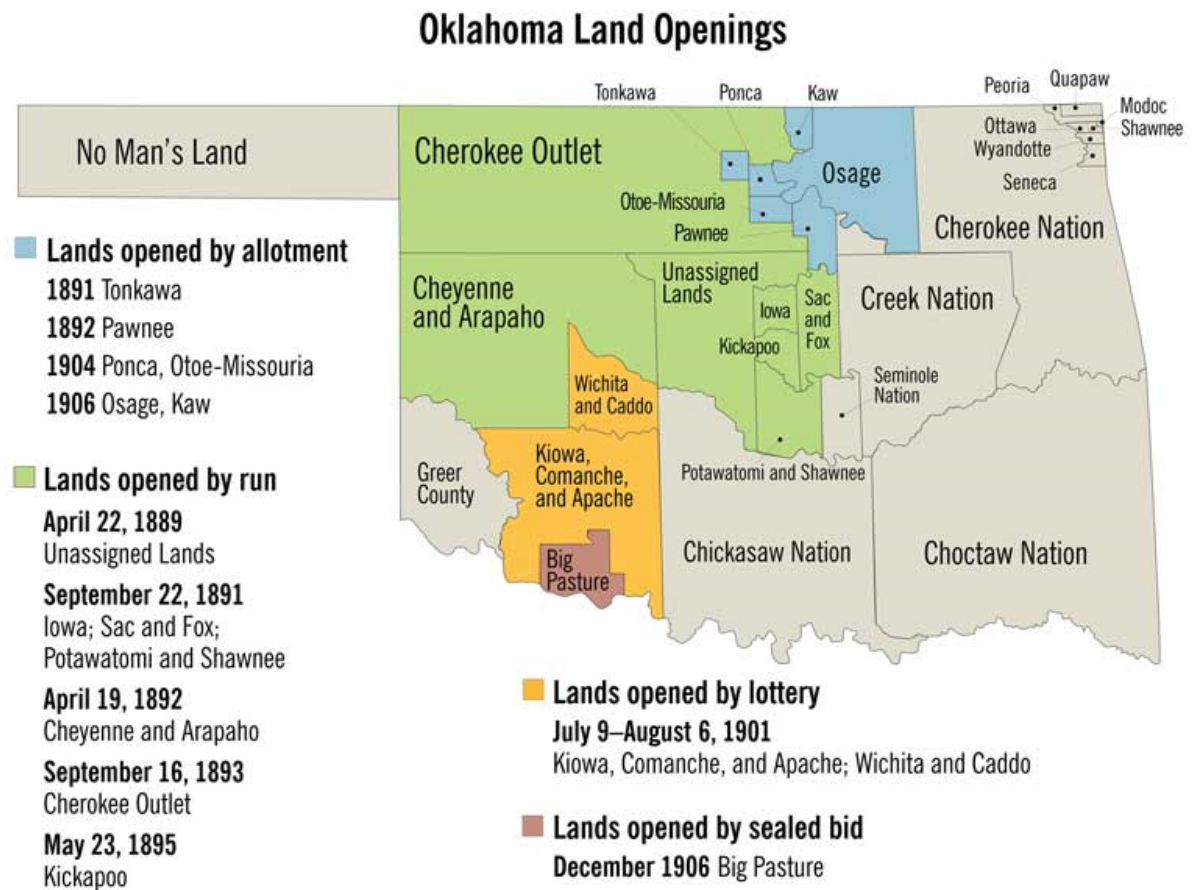 Oklahoma Land Openings
Tonkawa
Ponca
Kaw
Peoria
Quapaw
Modoc
Shawnee
Ottawa
Wyandotte
Seneca
No Man's Land
Cherokee Outlet
Osage
Otoe-Missouria
Pawnee
Cherokee Nation
Cheyenne
and Arapaho
Unassigned
Lands
Iowa
Sac
and
Fox
Kickapoo
Creek Nation
Seminole
Nation
Wichita
and Caddo
Greer
County
Kiowa,
Comanche,
and Apache
Potawatomi and Shawnee
Big
Pasture
Chickasaw Nation
Choctaw Nation
Lands opened by allotment
1891 Tonkawa
1892 Pawnee
1904 Ponca, Otoe-Missouria
1906 Osage, Kaw
Lands opened by run
April 22, 1889
Unassigned Lands
September 22, 1891
Iowa; Sac and Fox;
Potawatomi and Shawnee
April 19, 1892
Cheyenne and Arapaho
September 16, 1893
Cherokee Outlet
May 23, 1895
Kickapoo
Lands opened by lottery
July 9–August 6, 1901
Kiowa, Comanche, and Apache; Wichita and Caddo
Lands opened by sealed bid
December 1906 Big Pasture